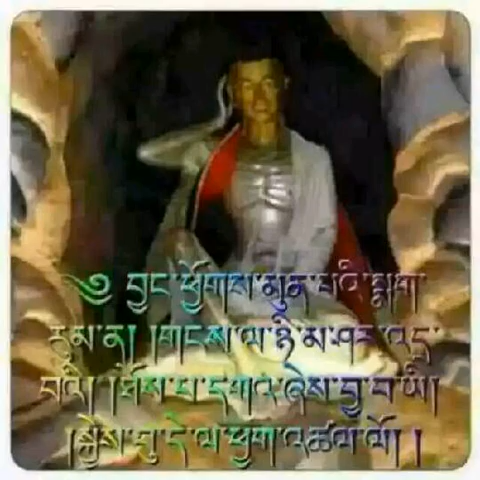 ༄ བྱང་ཕྱོགས་མུན་པའི་སྨག་
རུམ་ན། །གངས་ལ་ཉི་མ་ཤར་འདྲ་
བའི། །ཐོས་པ་དགའ་ཞེས་བྱ་བ་ཡི།
།སྐྱེས་བུ་དེ་ལ་ཕྱག་འཚལ་ལོ། །